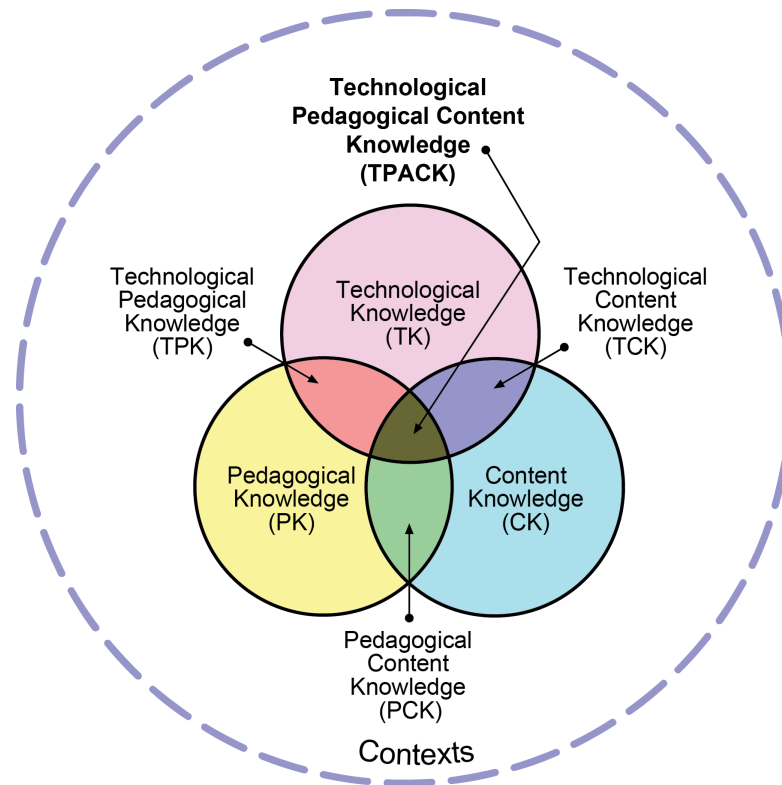 Technological
Pedagogical Content
Knowledge
(TPACK)
Technological
Pedagogical
Knowledge
(TPK)
Technological
Knowledge
(TK)
Technological
Content
Knowledge
(TCK)
Pedagogical
Knowledge
(PK)
Content
Knowledge
(CK)
Pedagogical
Content
Knowledge
(PCK)
Contexts